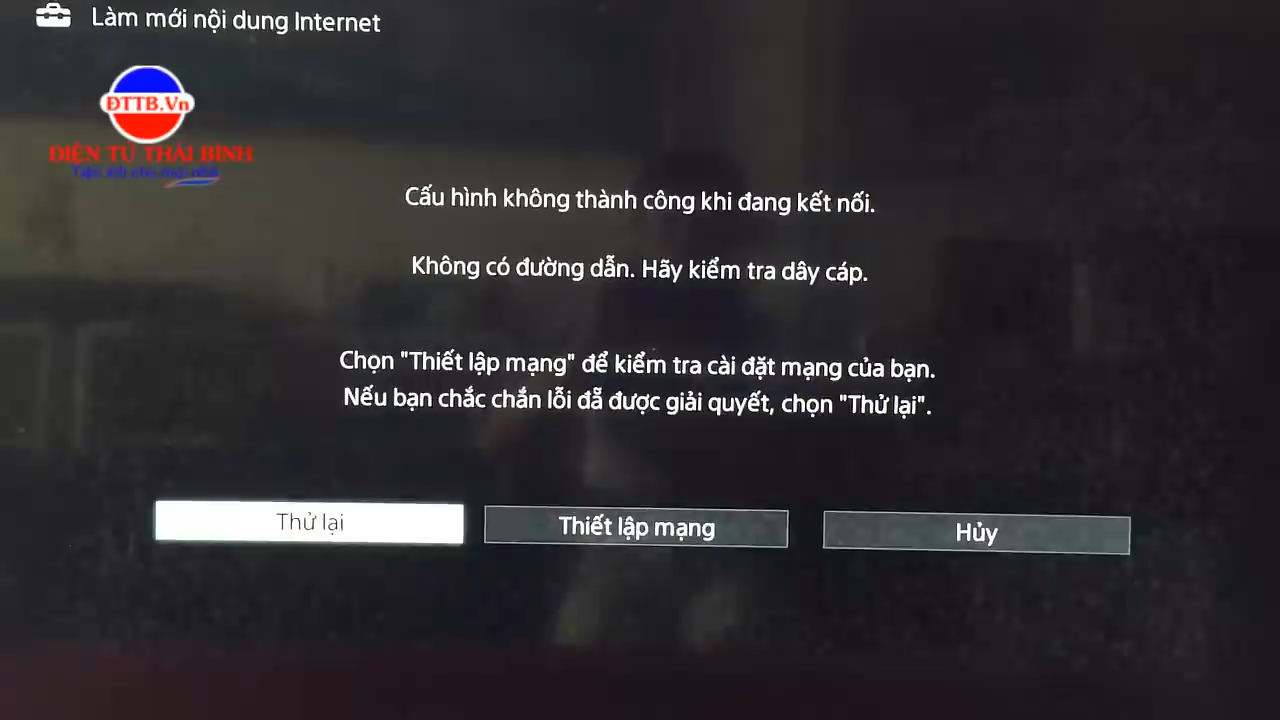 Làm mới nội dung Internet
ĐTTB.Vn
ĐIỆN TỬ THÁI BÌNH
Cấu hình không thành công khi đang kết nối.
Không có đường dẫn. Hãy kiểm tra dây cáp.
Chọn "Thiết lập mạng" để kiểm tra cài đặt mạng của bạn.
Nếu bạn chắc chắn lỗi đã được giải quyết, chọn "Thử lại".
Thử lại
Thiết lập mạng
Hủy